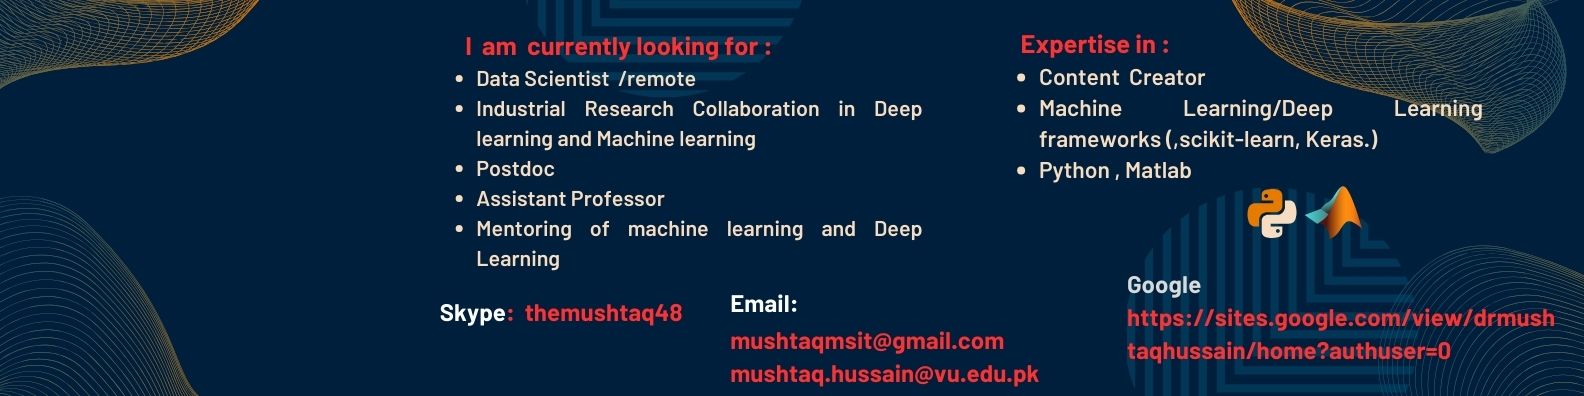 I am currently looking for :
Data Scientist /remote
Industrial Research Collaboration in Deep
learning and Machine learning
Postdoc
Assistant Professor
Mentoring of machine learning and Deep
Learning
Skype: themushtaq48
Email:
mushtaqmsit@gmail.com
mushtaq.hussain@vu.edu.pk
Expertise in :
Content Creator
Machine Learning/Deep Learning
frameworks (,scikit-learn, Keras.)
Python , Matlab
Google
https://sites.google.com/view/drmush
taqhussain/home?authuser=0